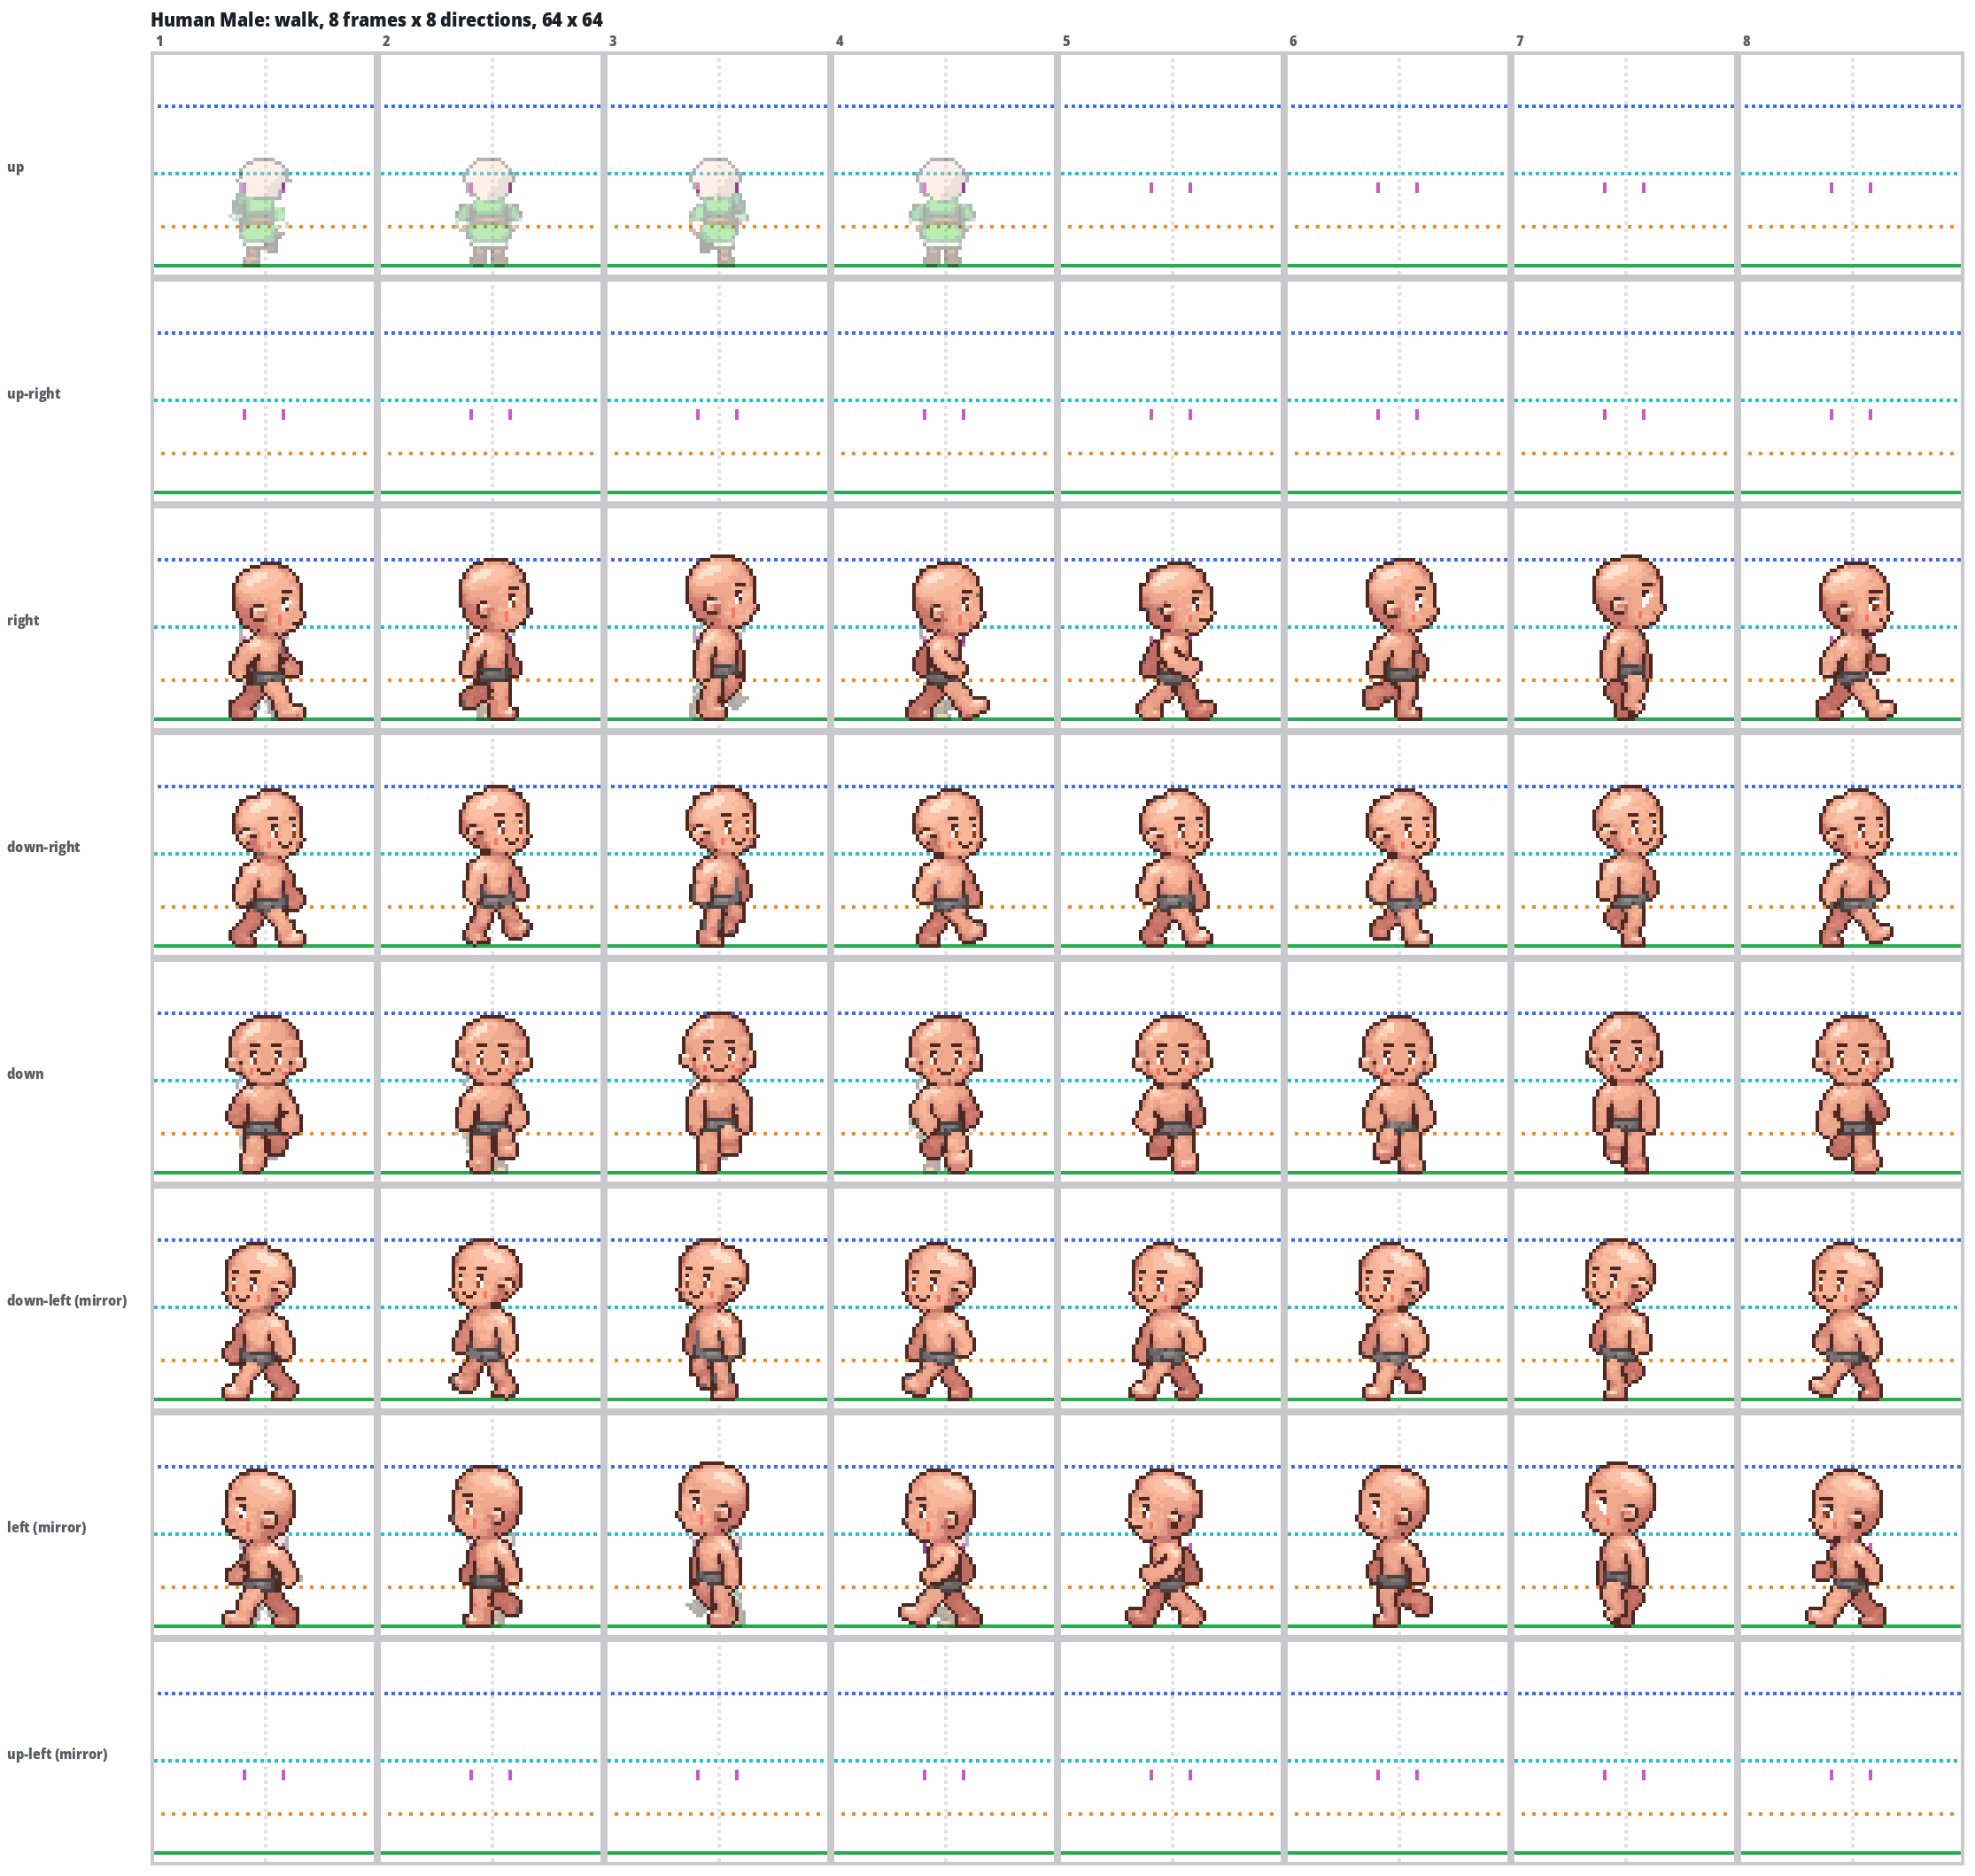 Human Male: walk, 8 frames x 8 directions, 64 x 64
1 2 3 4 5 6 7 8
up
up-right
right
down-right
down
down-left (mirror)
left (mirror)
up-left (mirror)